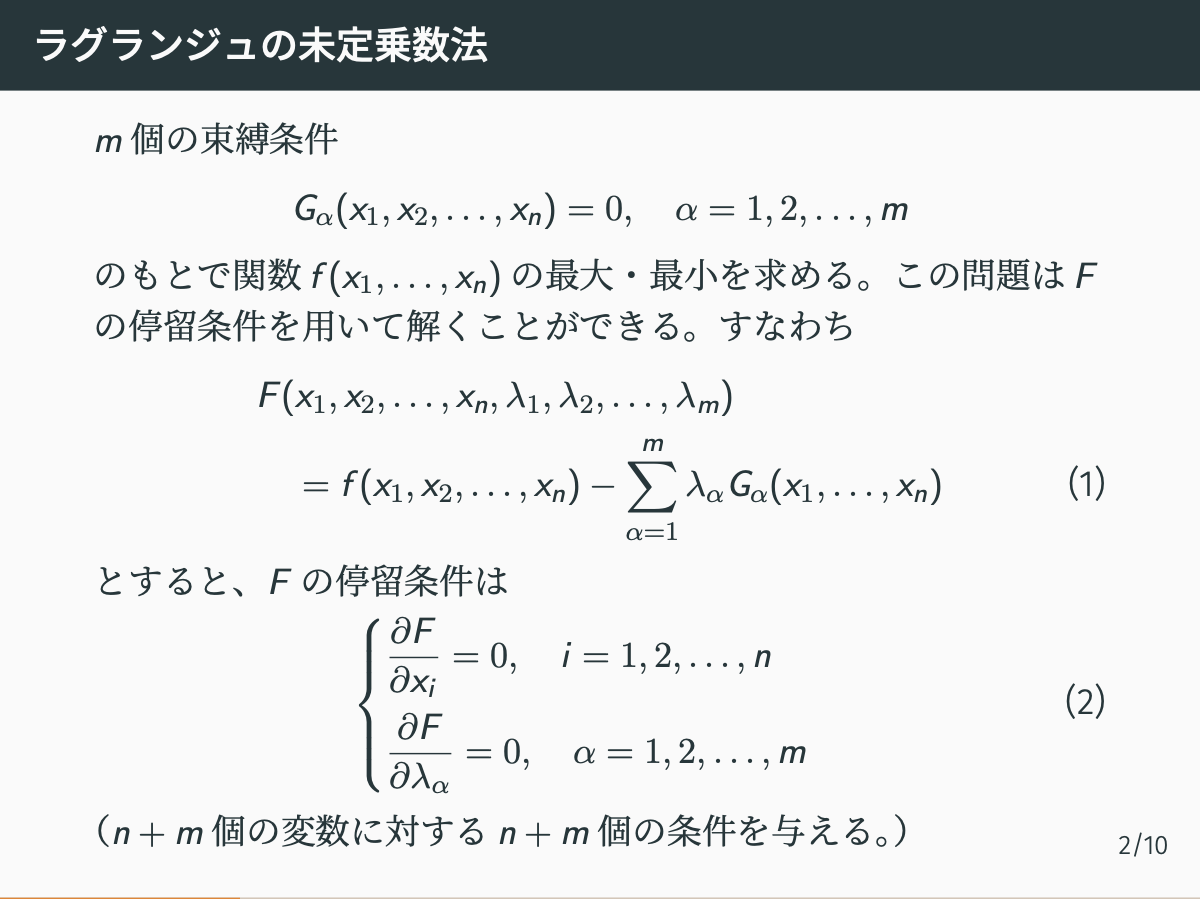 ラグランジュの未定乗数法
m 個の束縛条件
G_α(x_1, x_2, . . . , x_n) = 0, α = 1, 2, . . . , m
のもとで関数 f(x_1, . . . , x_n) の最大・最小を求める。この問題は F
の停留条件を用いて解くことができる。すなわち
F(x_1, x_2, . . . , x_n, λ_1, λ_2, . . . , λ_m)
= f(x_1, x_2, . . . , x_n) − ∑_{α=1}^{m} λ_α G_α(x_1, . . . , x_n) (1)
とすると、F の停留条件は
∂F/∂x_i = 0, i = 1, 2, . . . , n
∂F/∂λ_α = 0, α = 1, 2, . . . , m (2)
（n + m 個の変数に対する n + m 個の条件を与える。）
2/10